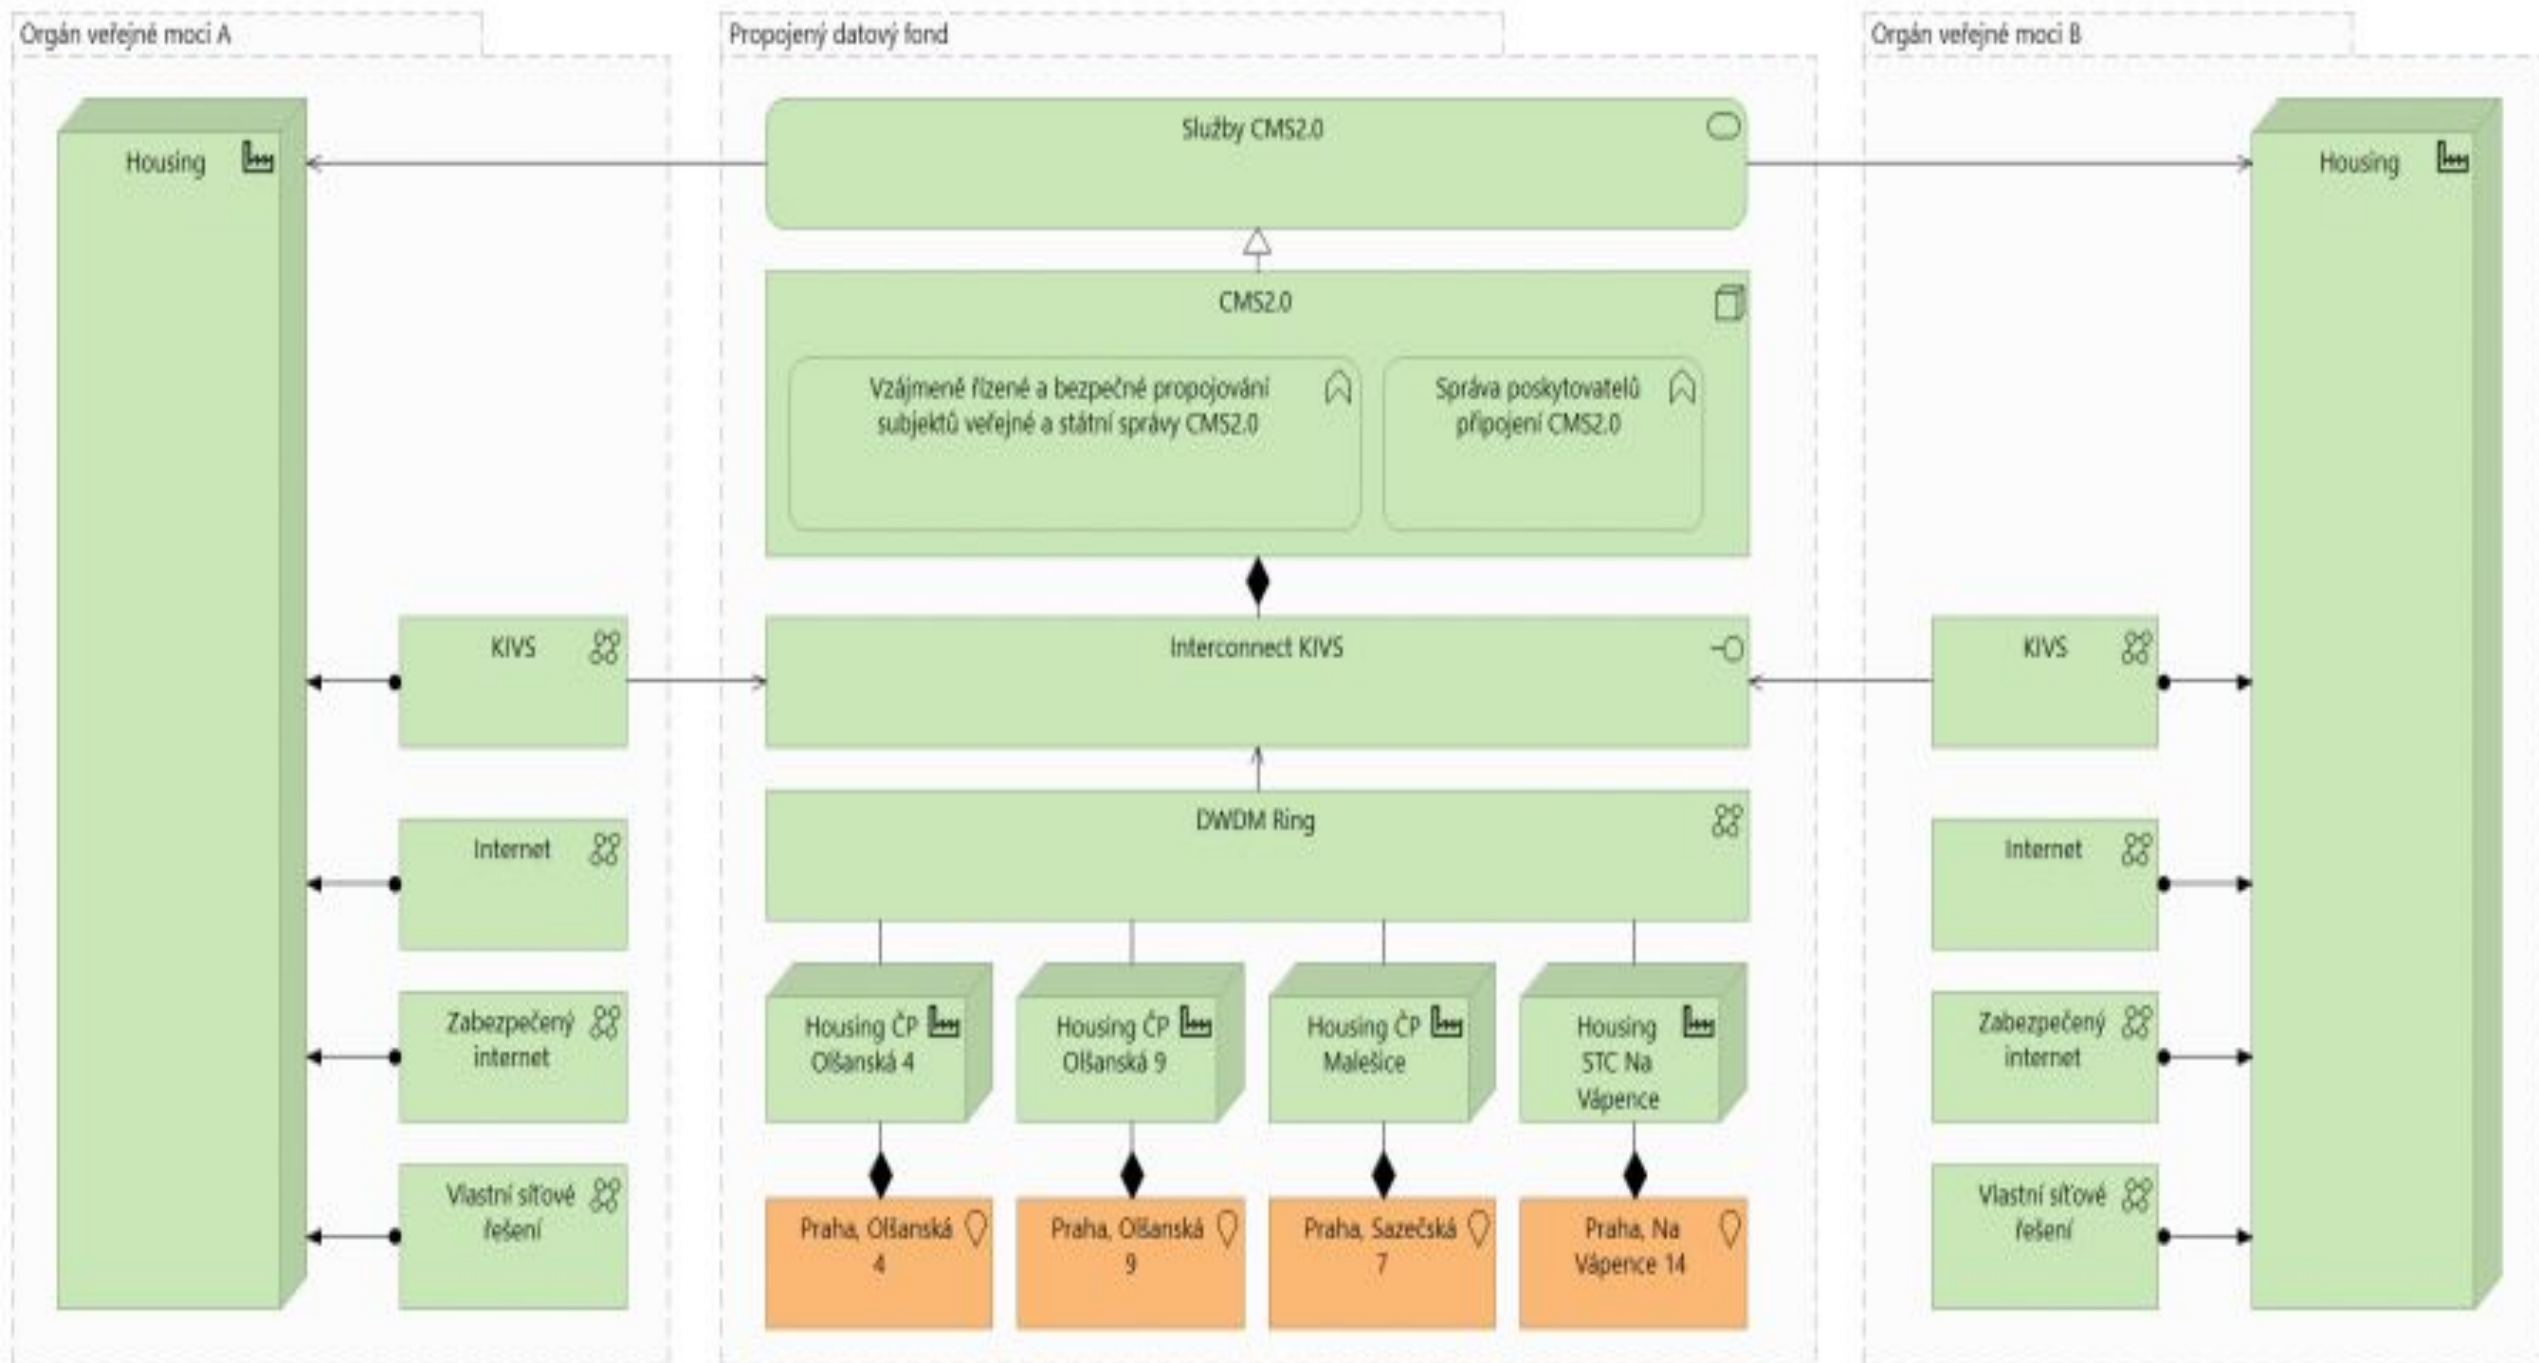 Orgán veřejné moci A
Housing
KIVS
Internet
Zabezpečený
internet
Vlastní síťové
řešení
Propojený datový fond
Služby CMS2.0
CMS2.0
Vzájemné řízené a bezpečné propojování
subjektů veřejné a státní správy CMS2.0
Správa poskytovatelů
připojení CMS2.0
Interconnect KIVS
DWDM Ring
Housing ČP
Olšanská 4
Housing ČP
Olšanská 9
Housing ČP
Malešice
Housing
STC Na
Vápence
Praha, Olšanská
4
Praha, Olšanská
9
Praha, Sazečská
7
Praha, Na
Vápence 14
Orgán veřejné moci B
KIVS
Internet
Zabezpečený
internet
Vlastní síťové
řešení
Housing